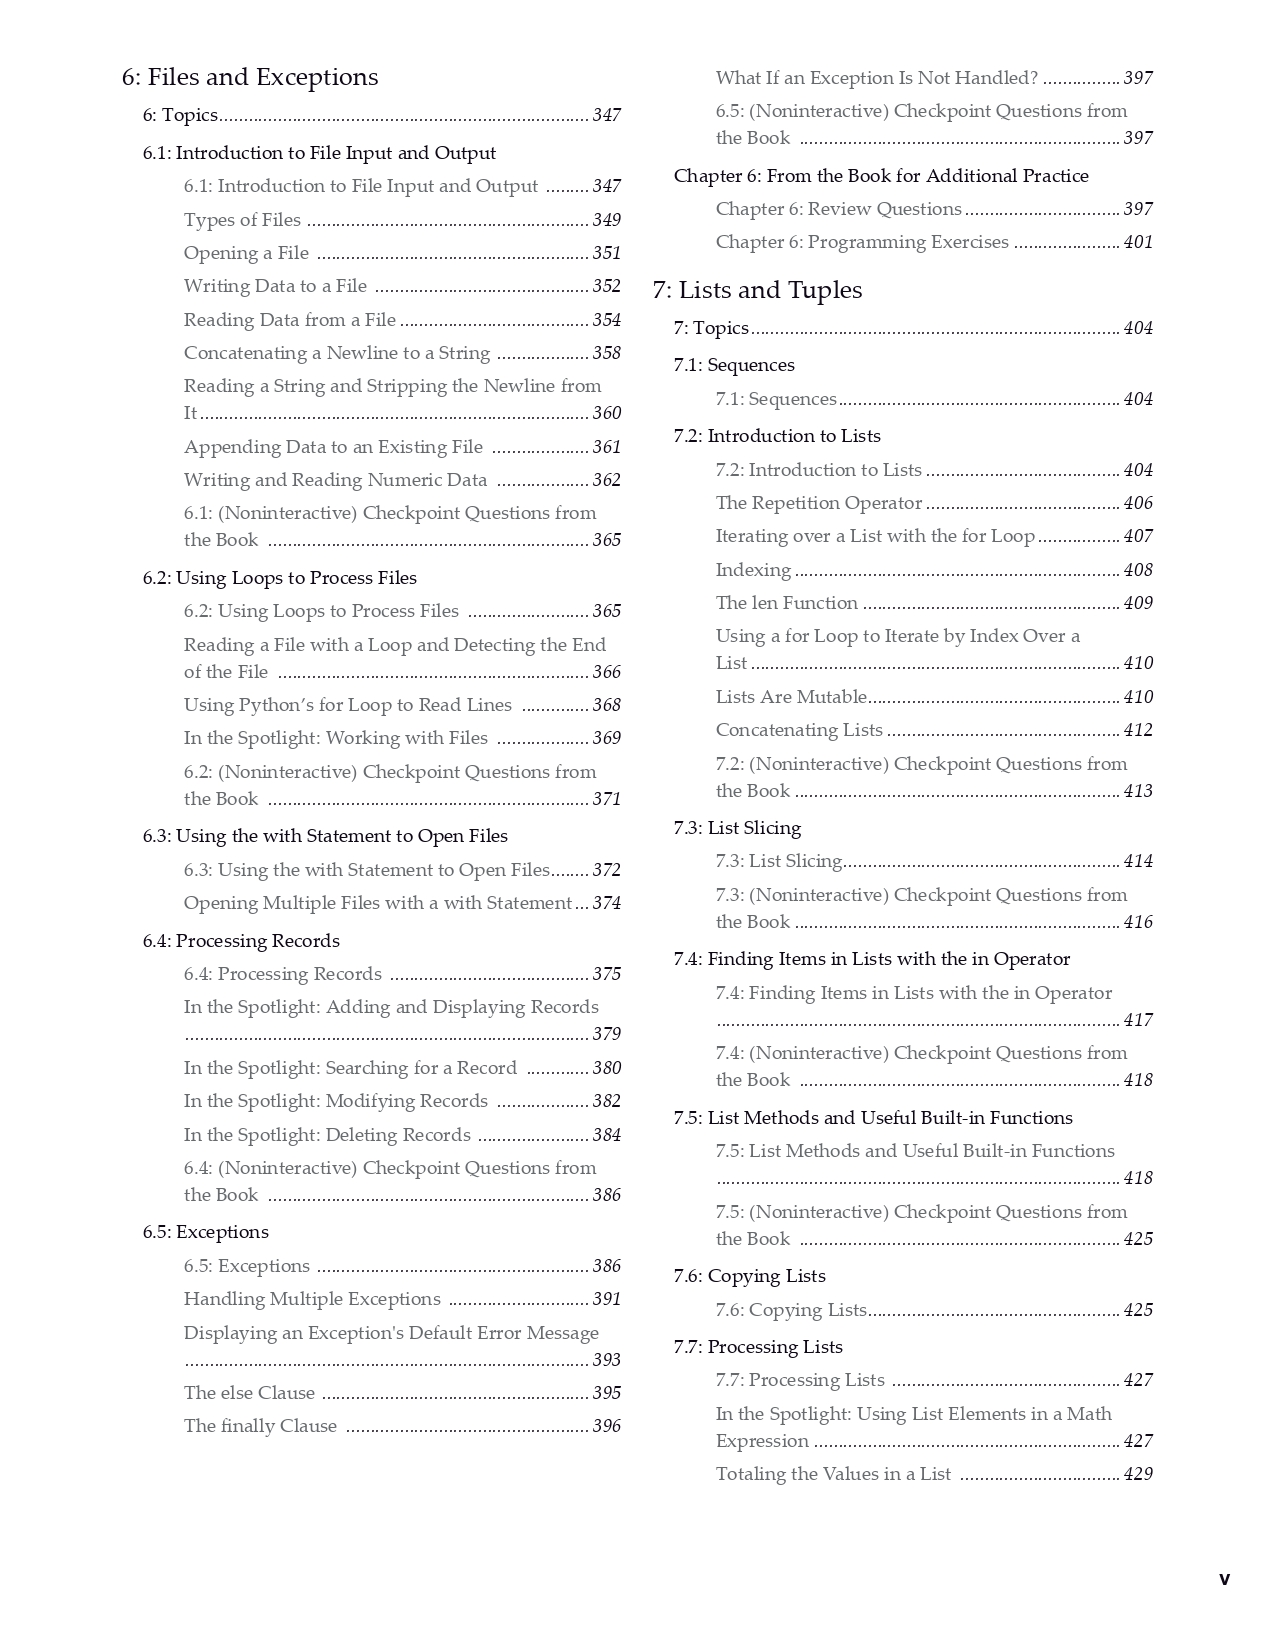 6: Files and Exceptions
6: Topics........................................................................... 347
6.1: Introduction to File Input and Output
6.1: Introduction to File Input and Output ......... 347
Types of Files .......................................................... 349
Opening a File ........................................................ 351
Writing Data to a File ............................................ 352
Reading Data from a File ....................................... 354
Concatenating a Newline to a String ................... 358
Reading a String and Stripping the Newline from
It ................................................................................ 360
Appending Data to an Existing File .................... 361
Writing and Reading Numeric Data ................... 362
6.1: (Noninteractive) Checkpoint Questions from
the Book .................................................................. 365
6.2: Using Loops to Process Files
6.2: Using Loops to Process Files ......................... 365
Reading a File with a Loop and Detecting the End
of the File ................................................................ 366
Using Python’s for Loop to Read Lines .............. 368
In the Spotlight: Working with Files ................... 369
6.2: (Noninteractive) Checkpoint Questions from
the Book .................................................................. 371
6.3: Using the with Statement to Open Files
6.3: Using the with Statement to Open Files........ 372
Opening Multiple Files with a with Statement ... 374
6.4: Processing Records
6.4: Processing Records ......................................... 375
In the Spotlight: Adding and Displaying Records
................................................................................... 379
In the Spotlight: Searching for a Record ............. 380
In the Spotlight: Modifying Records ................... 382
In the Spotlight: Deleting Records ....................... 384
6.4: (Noninteractive) Checkpoint Questions from
the Book .................................................................. 386
6.5: Exceptions
6.5: Exceptions ........................................................ 386
Handling Multiple Exceptions ............................. 391
Displaying an Exception's Default Error Message
................................................................................... 393
The else Clause ....................................................... 395
The finally Clause .................................................. 396
What If an Exception Is Not Handled? ................ 397
6.5: (Noninteractive) Checkpoint Questions from
the Book .................................................................. 397
Chapter 6: From the Book for Additional Practice
Chapter 6: Review Questions ................................ 397
Chapter 6: Programming Exercises ...................... 401
7: Lists and Tuples
7: Topics........................................................................... 404
7.1: Sequences
7.1: Sequences .......................................................... 404
7.2: Introduction to Lists
7.2: Introduction to Lists ........................................ 404
The Repetition Operator ........................................ 406
Iterating over a List with the for Loop ................. 407
Indexing ................................................................... 408
The len Function ..................................................... 409
Using a for Loop to Iterate by Index Over a
List ............................................................................ 410
Lists Are Mutable.................................................... 410
Concatenating Lists ................................................ 412
7.2: (Noninteractive) Checkpoint Questions from
the Book ................................................................... 413
7.3: List Slicing
7.3: List Slicing......................................................... 414
7.3: (Noninteractive) Checkpoint Questions from
the Book ................................................................... 416
7.4: Finding Items in Lists with the in Operator
7.4: Finding Items in Lists with the in Operator
................................................................................... 417
7.4: (Noninteractive) Checkpoint Questions from
the Book .................................................................. 418
7.5: List Methods and Useful Built-in Functions
7.5: List Methods and Useful Built-in Functions
................................................................................... 418
7.5: (Noninteractive) Checkpoint Questions from
the Book .................................................................. 425
7.6: Copying Lists
7.6: Copying Lists.................................................... 425
7.7: Processing Lists
7.7: Processing Lists ............................................... 427
In the Spotlight: Using List Elements in a Math
Expression ............................................................... 427
Totaling the Values in a List ................................. 429
v